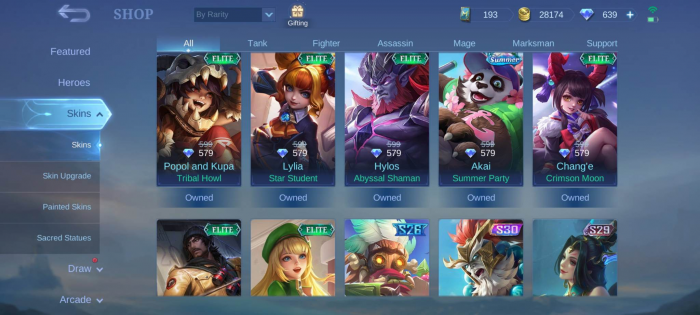 SHOP
By Rarity
Gifting
193
28174
639
+
Featured
Heroes
Skins
Skins
Skin Upgrade
Painted Skins
Sacred Statues
Draw
Arcade
All
Tank
Fighter
Assassin
Mage
Marksman
Support
ELITE
599
579
Popol and Kupa
Tribal Howl
Owned
ELITE
599
579
Lylia
Star Student
Owned
ELITE
599
579
Hylos
Abyssal Shaman
Owned
Summer
599
579
Akai
Summer Party
Owned
ELITE
599
579
Chang'e
Crimson Moon
Owned
ELITE
ELITE
S26
S30
S29